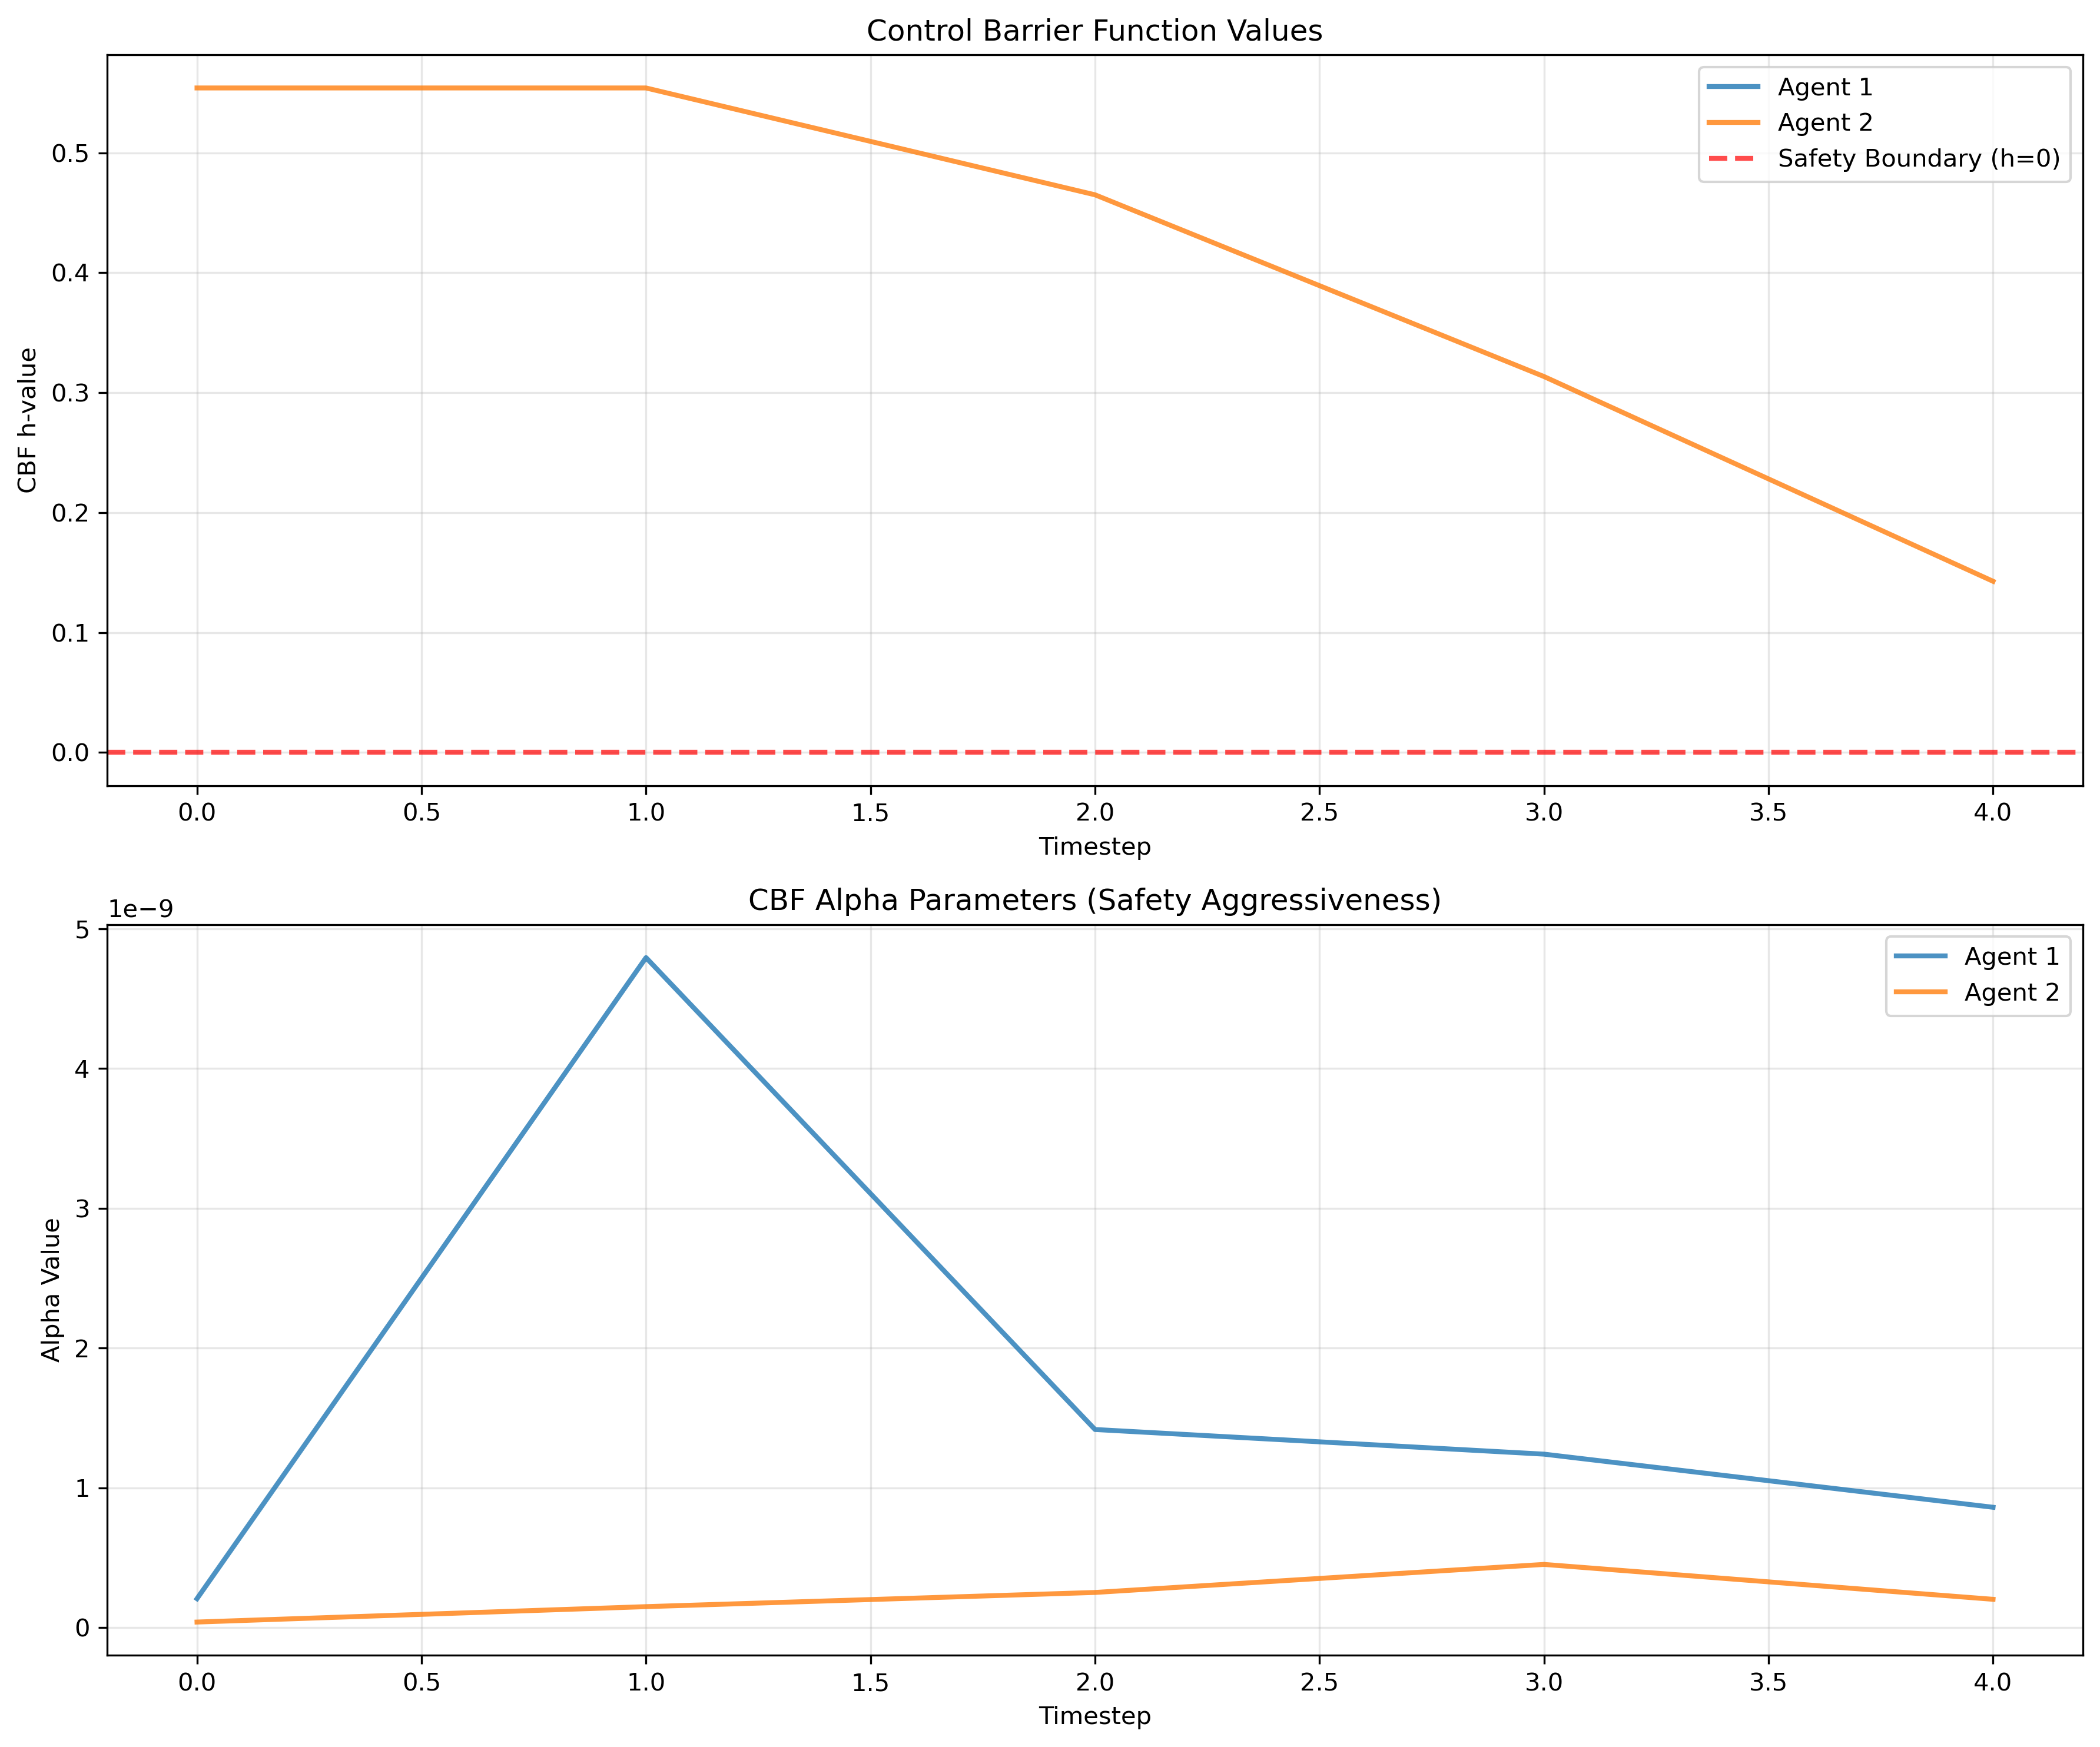 Control Barrier Function Values
Agent 1
Agent 2
Safety Boundary (h=0)
CBF h-value
0.5
0.4
0.3
0.2
0.1
0.0
0.0 0.5 1.0 1.5 2.0 2.5 3.0 3.5 4.0
Timestep
CBF Alpha Parameters (Safety Aggressiveness)
1e−9
Agent 1
Agent 2
Alpha Value
5
4
3
2
1
0
0.0 0.5 1.0 1.5 2.0 2.5 3.0 3.5 4.0
Timestep